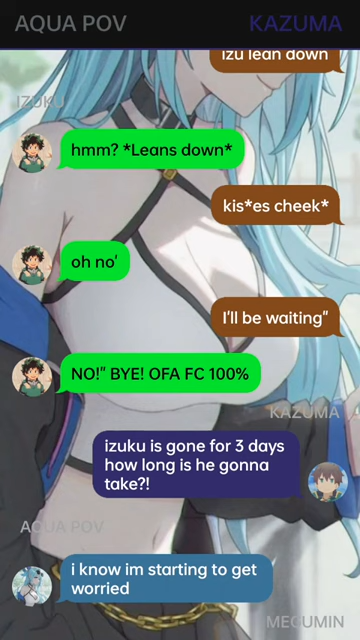 AQUA POV
KAZUMA
izu lean down
IZUKU
hmm? *Leans down*
kis*es cheek*
oh no'
I'll be waiting"
NO!" BYE! OFA FC 100%
KAZUMA
izuku is gone for 3 days
how long is he gonna
take?!
AQUA POV
i know im starting to get
worried
MEGUMIN